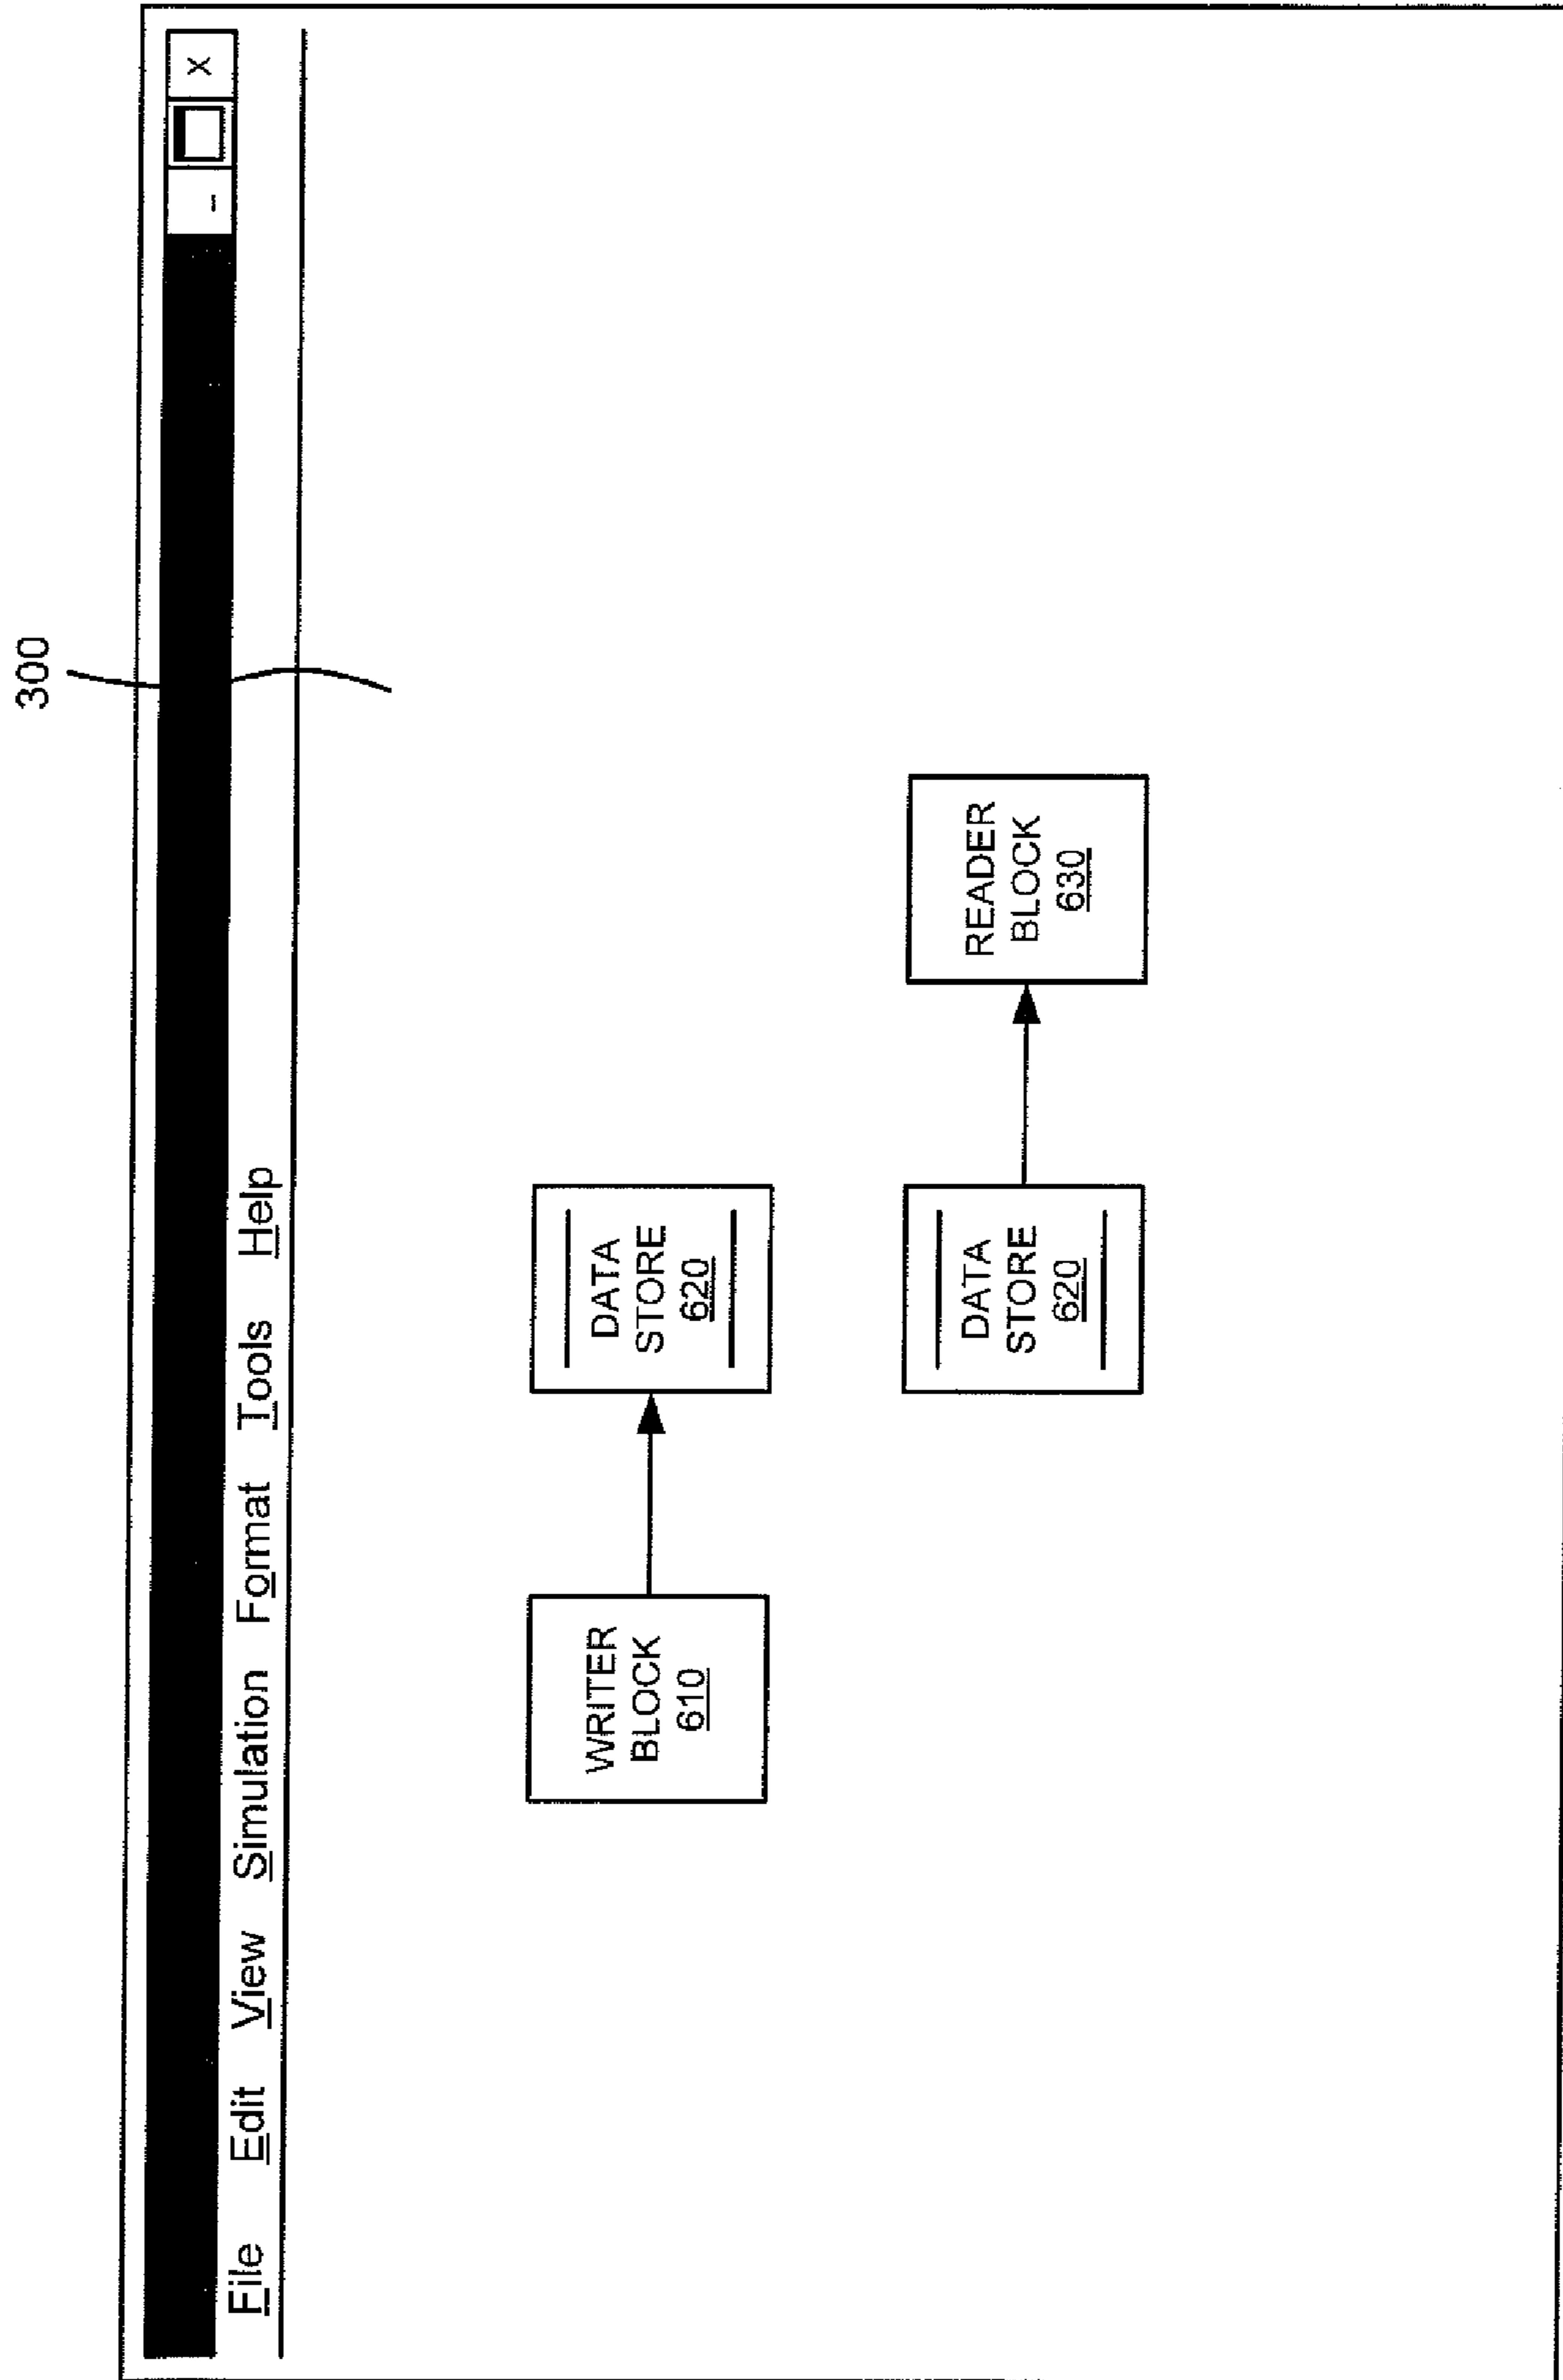 300
- X
File Edit View Simulation Format Tools Help
WRITER
BLOCK
610
DATA
STORE
620
DATA
STORE
620
READER
BLOCK
630